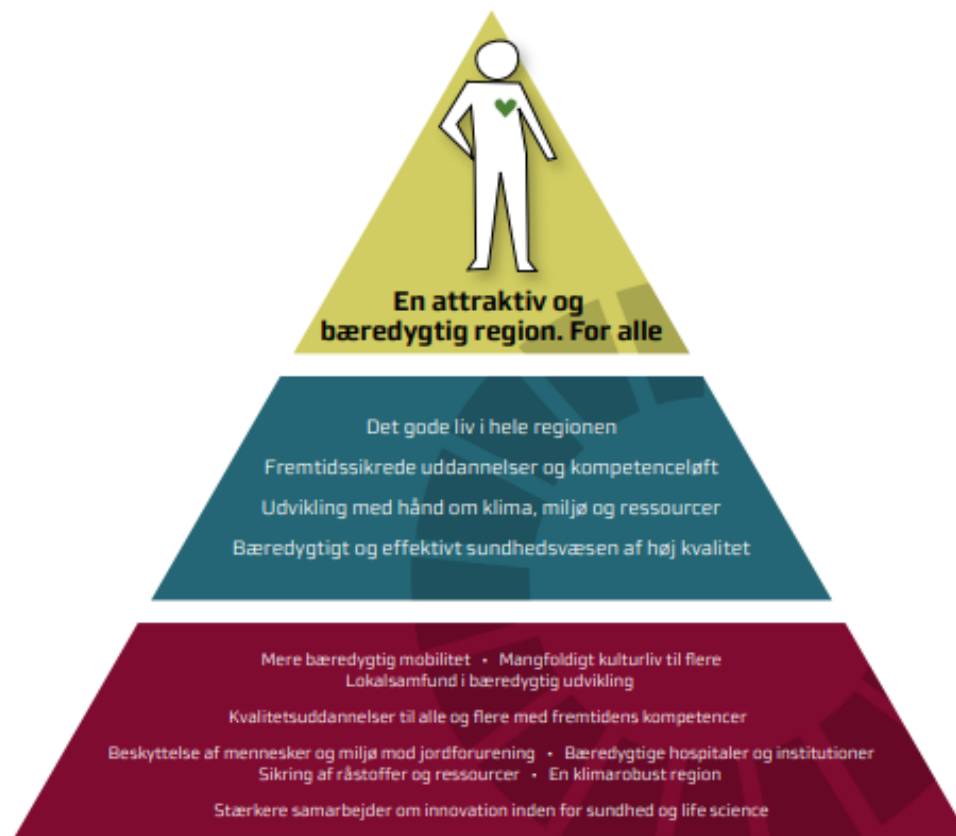 En attraktiv og
bæredygtig region. For alle
Det gode liv i hele regionen
Fremtidssikrede uddannelser og kompetenceløft
Udvikling med hånd om klima, miljø og ressourcer
Bæredygtigt og effektivt sundhedsvæsen af høj kvalitet
Mere bæredygtig mobilitet • Mangfoldigt kulturliv til flere
Lokalsamfund i bæredygtig udvikling
Kvalitetsuddannelser til alle og flere med fremtidens kompetencer
Beskyttelse af mennesker og miljø mod jordforurening • Bæredygtige hospitaler og institutioner
Sikring af råstoffer og ressourcer • En klimarobust region
Stærkere samarbejder om innovation inden for sundhed og life science